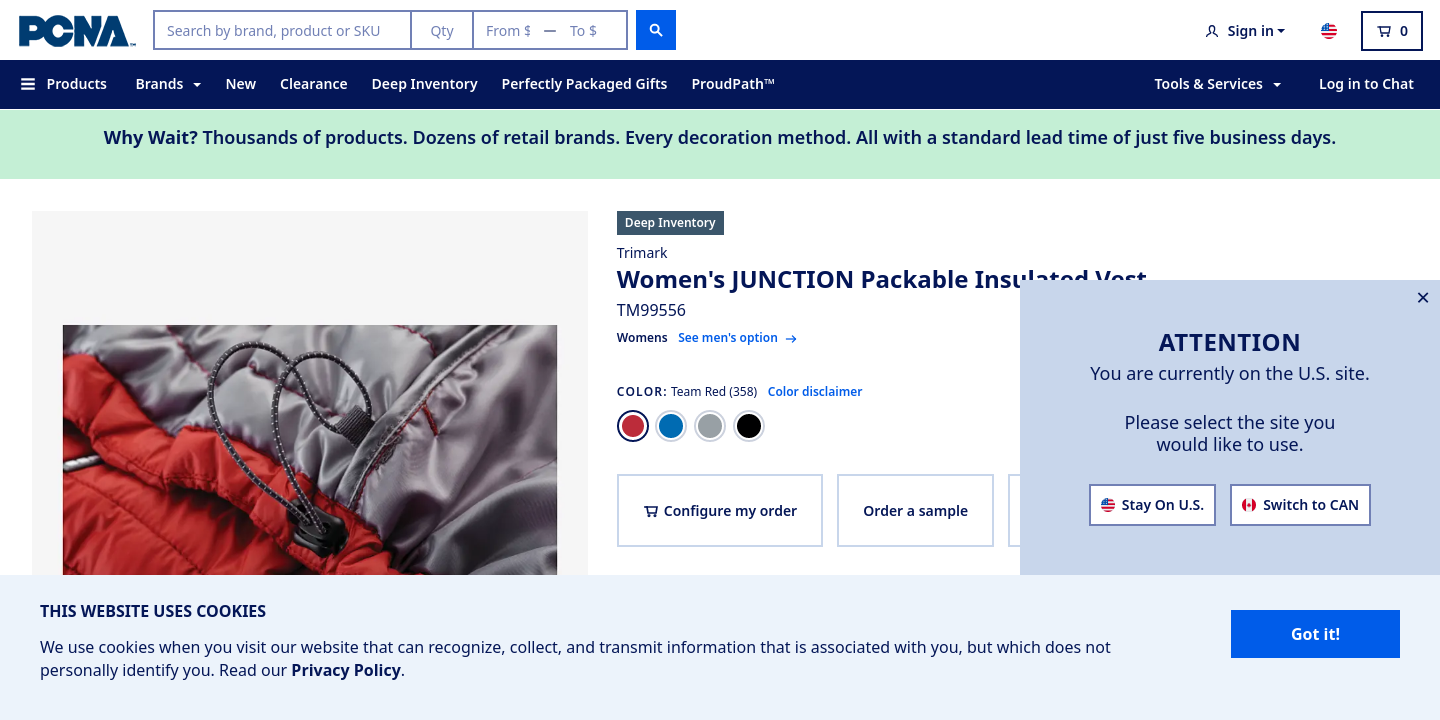 PCNA™
Search by brand, product or SKU
Qty
From $ — To $
Sign in
0
Products
Brands
New
Clearance
Deep Inventory
Perfectly Packaged Gifts
ProudPath™
Tools & Services
Log in to Chat
Why Wait? Thousands of products. Dozens of retail brands. Every decoration method. All with a standard lead time of just five business days.
Deep Inventory
Trimark
Women's JUNCTION Packable Insulated Vest
TM99556
Womens See men's option →
COLOR: Team Red (358) Color disclaimer
Configure my order
Order a sample
×
ATTENTION
You are currently on the U.S. site.
Please select the site you
would like to use.
Stay On U.S.
Switch to CAN
THIS WEBSITE USES COOKIES
We use cookies when you visit our website that can recognize, collect, and transmit information that is associated with you, but which does not
personally identify you. Read our Privacy Policy.
Got it!